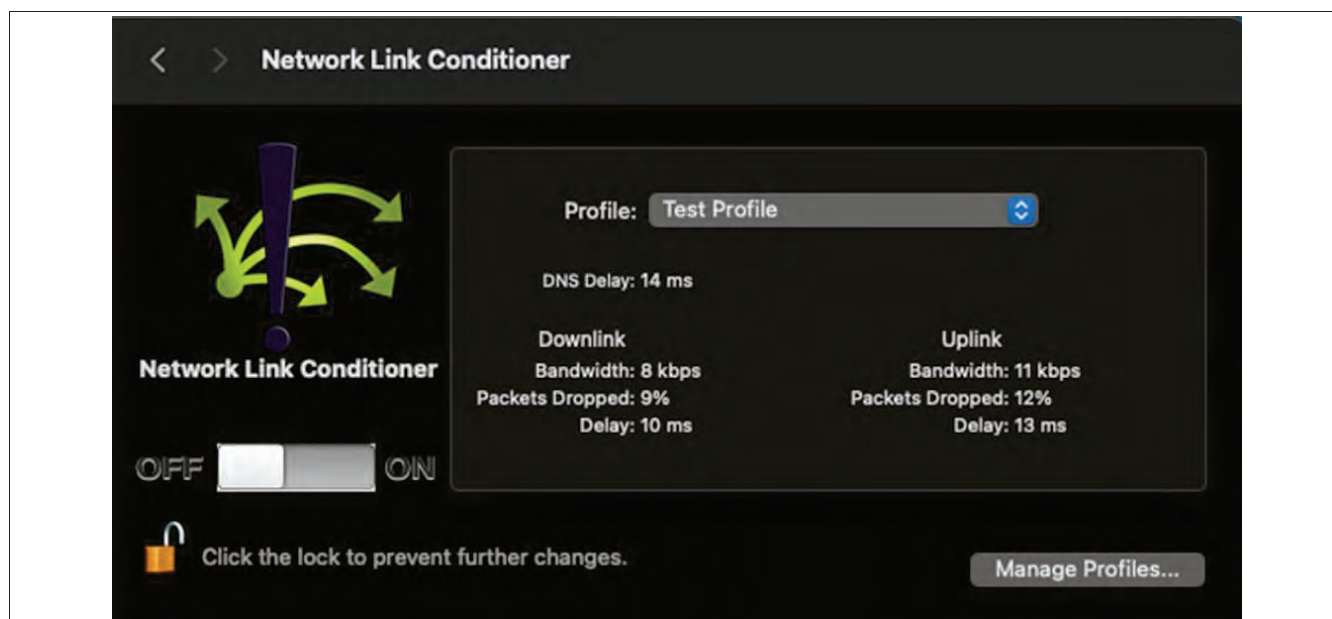 Network Link Conditioner
Profile: Test Profile
DNS Delay: 14 ms
Downlink
Bandwidth: 8 kbps
Packets Dropped: 9%
Delay: 10 ms
Uplink
Bandwidth: 11 kbps
Packets Dropped: 12%
Delay: 13 ms
Network Link Conditioner
OFF ON
Click the lock to prevent further changes.
Manage Profiles...